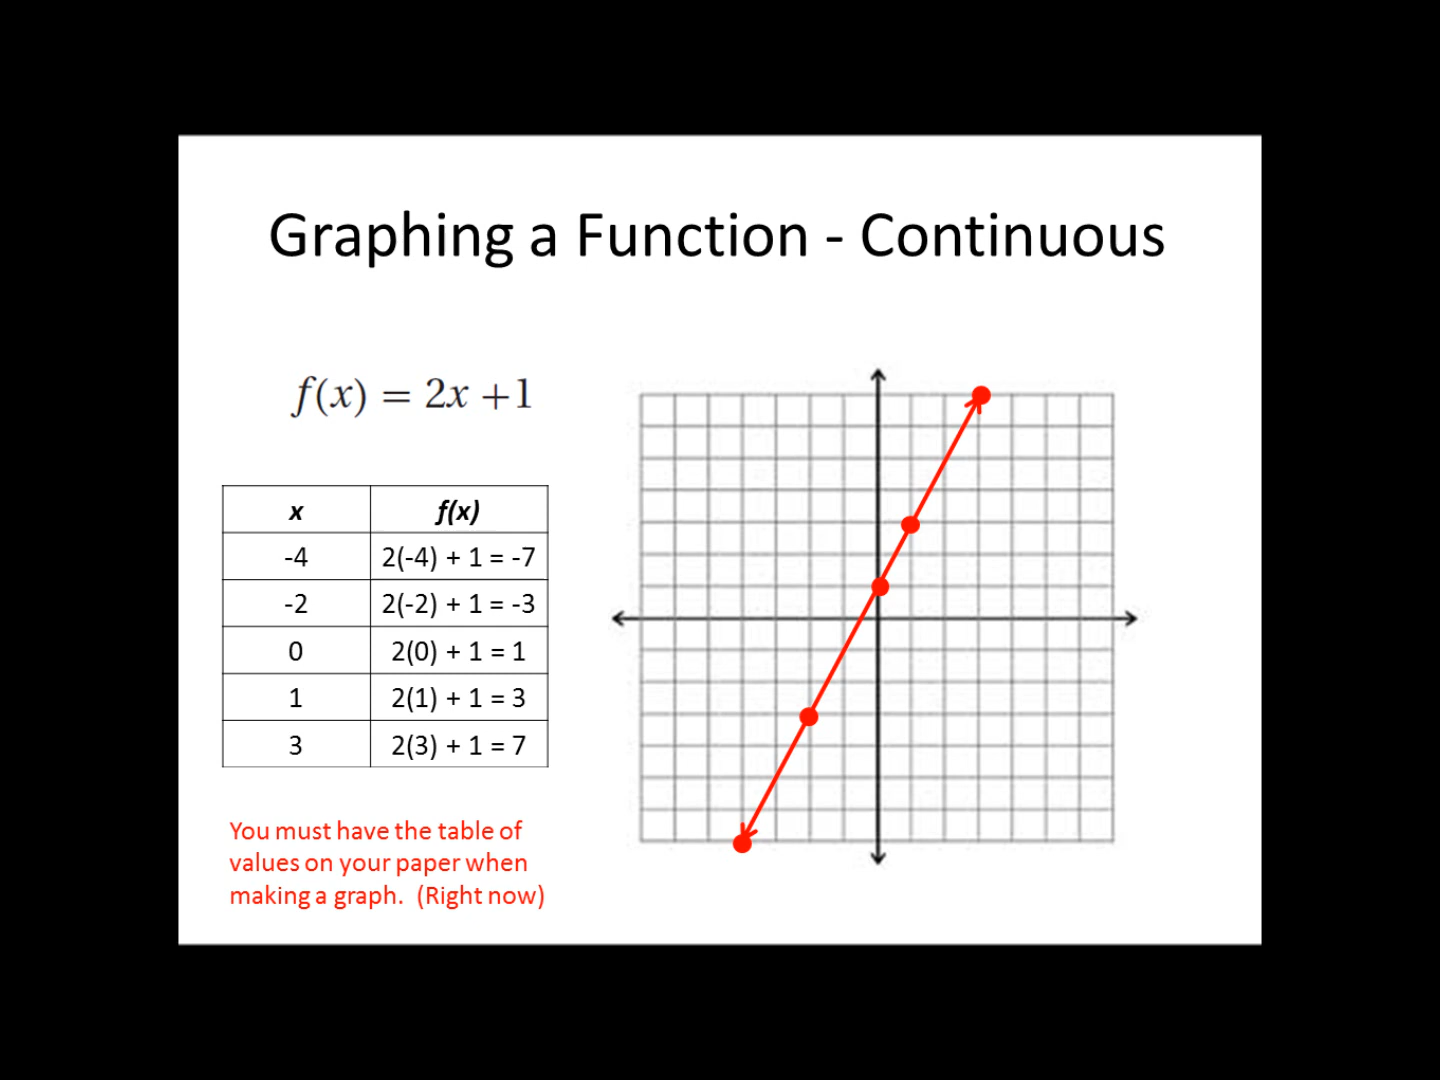 Graphing a Function - Continuous
f(x) = 2x +1
x f(x)
-4 2(-4) + 1 = -7
-2 2(-2) + 1 = -3
0 2(0) + 1 = 1
1 2(1) + 1 = 3
3 2(3) + 1 = 7
You must have the table of
values on your paper when
making a graph. (Right now)